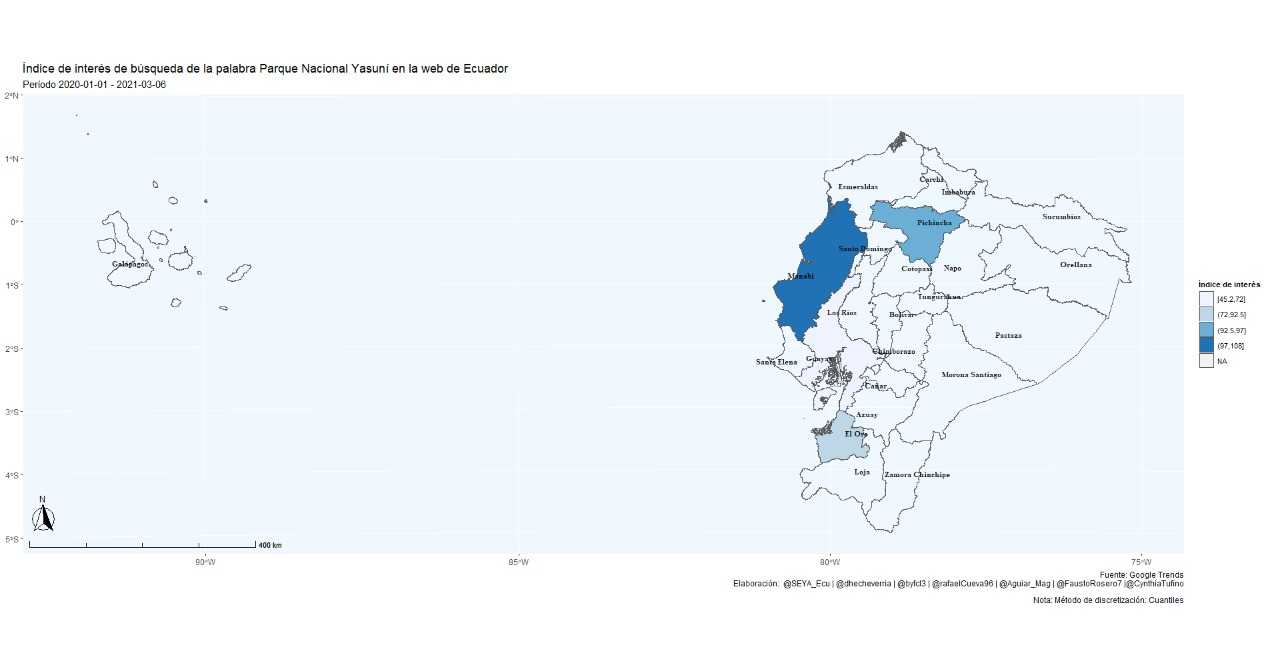 Índice de interés de búsqueda de la palabra Parque Nacional Yasuní en la web de Ecuador
Período 2020-01-01 - 2021-03-06
2°N
1°N
0°
1°S
2°S
3°S
4°S
5°S
Galápagos
Esmeraldas
Carchi
Imbabura
Sucumbíos
Pichincha
Santo Domingo
Manabí
Cotopaxi
Napo
Orellana
Tungurahua
Los Ríos
Bolívar
Pastaza
Santa Elena
Guayas
Chimborazo
Morona Santiago
Cañar
Azuay
El Oro
Loja
Zamora Chinchipe
Índice de interés
[45.2,72]
(72,92.5]
(92.5,97]
(97,108]
NA
N
400 km
90°W
85°W
80°W
75°W
Fuente: Google Trends
Elaboración: @SEYA_Ecu | @dhecheverria | @byfcl3 | @rafaelCueva96 | @Aguiar_Mag | @FaustoRosero7 |@CynthiaTufino
Nota: Método de discretización: Cuantiles